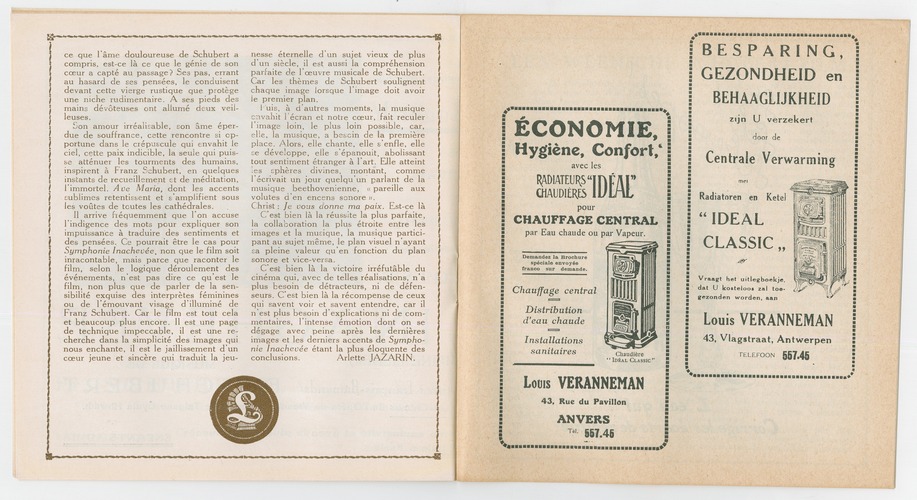 ce que l'âme douloureuse de Schubert a
compris, est-ce là ce que le génie de son
cœur a capté au passage? Ses pas, errant
au hasard de ses pensées, le conduisent
devant cette vierge rustique que protège
une niche rudimentaire. A ses pieds des
mains dévôteuses ont allumé deux veil-
leuses.
Son amour irréalisable, son âme éper-
due de souffrance, cette rencontre si op-
portune dans le crépuscule qui envahit le
ciel, cette paix indicible, la seule qui puis-
se atténuer les tourments des humains,
inspirent à Franz Schubert, en quelques
instants de recueillement et de méditation,
l'immortel. Ave Maria, dont les accents
sublimes retentissent et s'amplifient sous
les voûtes de toutes les cathédrales.
Il arrive fréquemment que l'on accuse
l'indigence des mots pour expliquer son
impuissance à traduire des sentiments et
des pensées. Ce pourrait être le cas pour
Symphonie Inachevée, non que le film soit
inracontable, mais parce que raconter le
film, selon le logique déroulement des
événements, n'est pas dire ce qu'est le
film, non plus que de parler de la sen-
sibilité exquise des interprètes féminines
ou de l'émouvant visage d'illuminé de
Franz Schubert. Car le film est tout cela
et beaucoup plus encore. Il est une page
de technique impeccable, il est une re-
cherche dans la simplicité des images qui
nous enchante, il est le jaillissement d'un
cœur jeune et sincère qui traduit la jeu-
nesse éternelle d'un sujet vieux de plus
d'un siècle, il est aussi la compréhension
parfaite de l'œuvre musicale de Schubert.
Car les thèmes de Schubert soulignent
chaque image lorsque l'image doit avoir
le premier plan.
Puis, à d'autres moments, la musique
envahit l'écran et notre cœur, fait reculer
l'image loin, le plus loin possible, car,
elle, la musique, a besoin de la première
place. Alors, elle chante, elle s'enfle, elle
se développe, elle s'épanouit, abolissant
tout sentiment étranger à l'art. Elle atteint
les sphères divines, montant, comme
l'écrivait un jour quelqu'un parlant de la
musique beethovenienne, « pareille aux
volutes d'en encens sonore ».
Christ: Je vous donne ma paix. Est-ce là
C'est bien là la réussite la plus parfaite,
la collaboration la plus étroite entre les
images et la musique, la musique partici-
pant au sujet même, le plan visuel n'ayant
sa pleine valeur qu'en fonction du plan
sonore et vice-versa.
C'est bien là la victoire irréfutable du
cinéma qui, avec de telles réalisations, n'a
plus besoin de détracteurs, ni de défen-
seurs. C'est bien là la récompense de ceux
qui savent voir et savent entendre, car il
n'est plus besoin d'explications ni de com-
mentaires, l'intense émotion dont on se
dégage avec peine après les dernières
images et les derniers accents de Sympho-
nie Inachevée étant la plus éloquente des
conclusions. Arlette JAZARIN.
ÉCONOMIE,
Hygiène, Confort,
avec les
RADIATEURS "IDÉAL"
CHAUDIÈRES
pour
CHAUFFAGE CENTRAL
par Eau chaude ou par Vapeur.
Demandez la Brochure
spéciale envoyée
franco sur demande.
Chauffage central
Distribution
d'eau chaude
Installations
sanitaires
Chaudière
"IDEAL CLASSIC"
Louis VERANNEMAN
43, Rue du Pavillon
ANVERS
Tél. 557.45
BESPARING,
GEZONDHEID en
BEHAAGLIJKHEID
zijn U verzekert
door de
Centrale Verwarming
met
Radiatoren en Ketel
“ IDEAL
CLASSIC „
Vraagt het uitlegboekje,
dat U kosteloos zal toe-
gezonden worden, aan
Louis VERANNEMAN
43, Vlagstraat, Antwerpen
TELEFOON 557.45